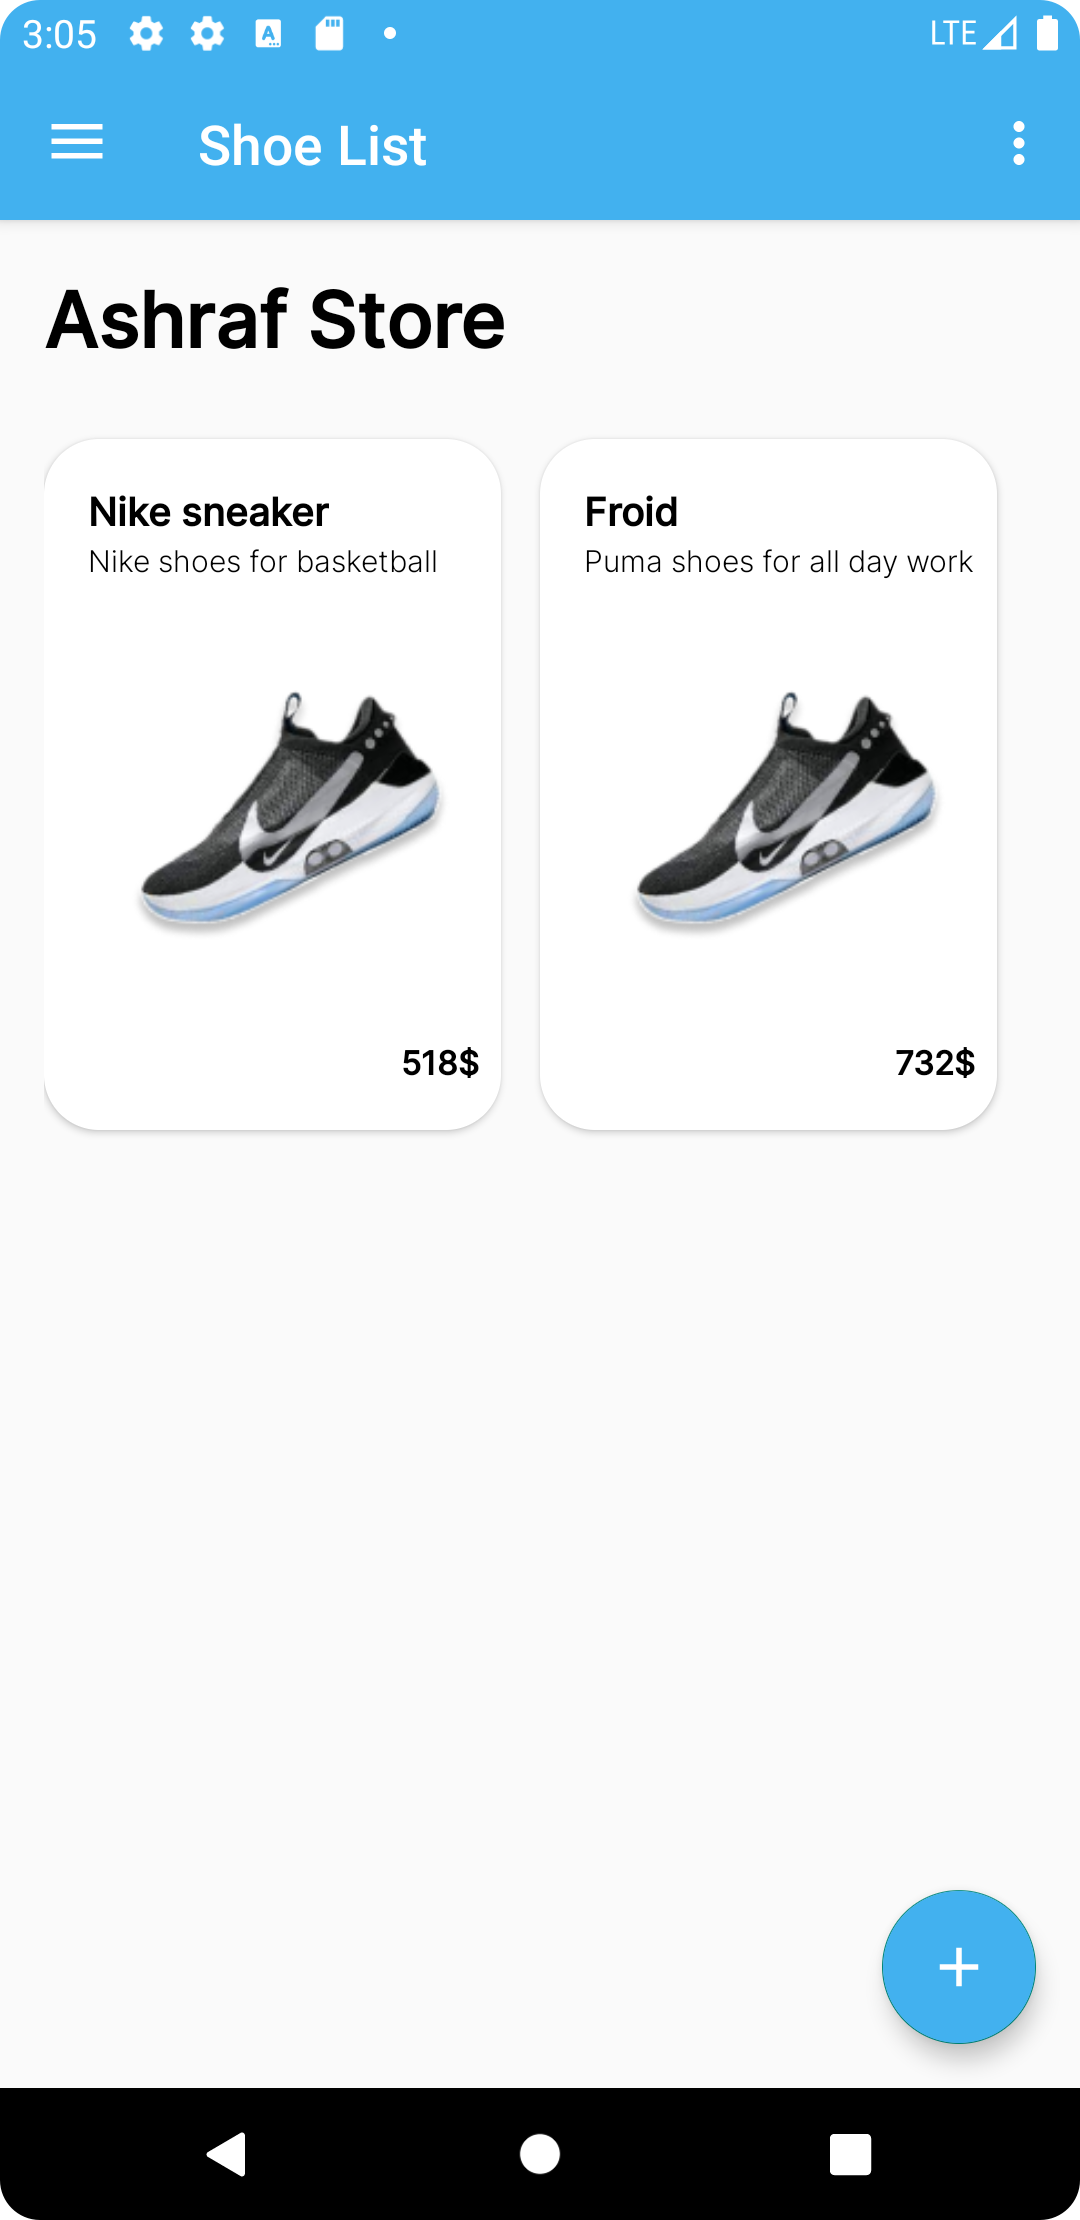 3:05
LTE
Shoe List
Ashraf Store
Nike sneaker
Nike shoes for basketball
518$
Froid
Puma shoes for all day work
732$